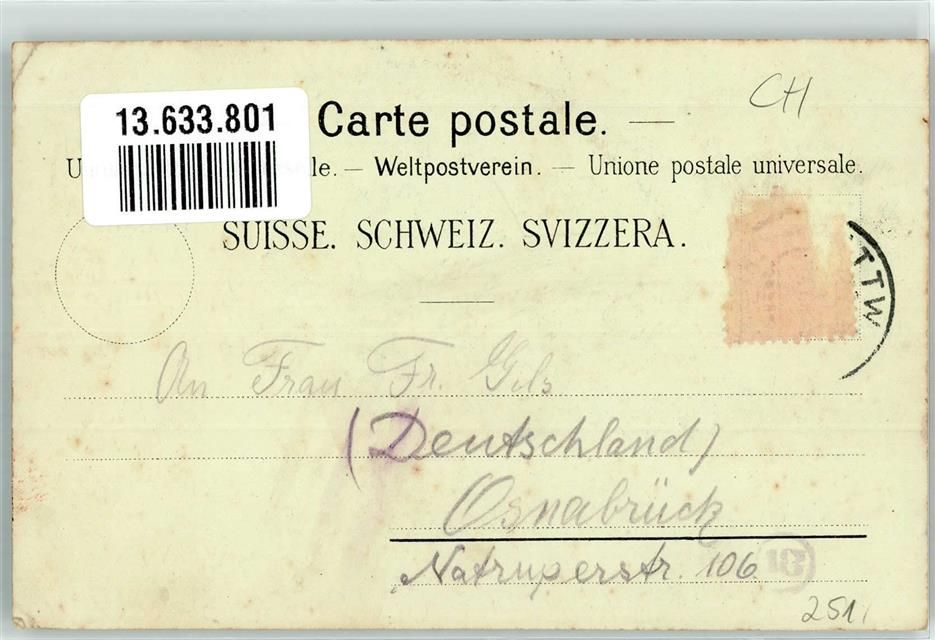 CH
13.633.801
Carte postale.
le. — Weltpostverein. — Unione postale universale.
SUISSE. SCHWEIZ. SVIZZERA.
TTW
An Frau Fr. Gils
(Deutschland)
Osnabrück
Natruperstr. 106
251